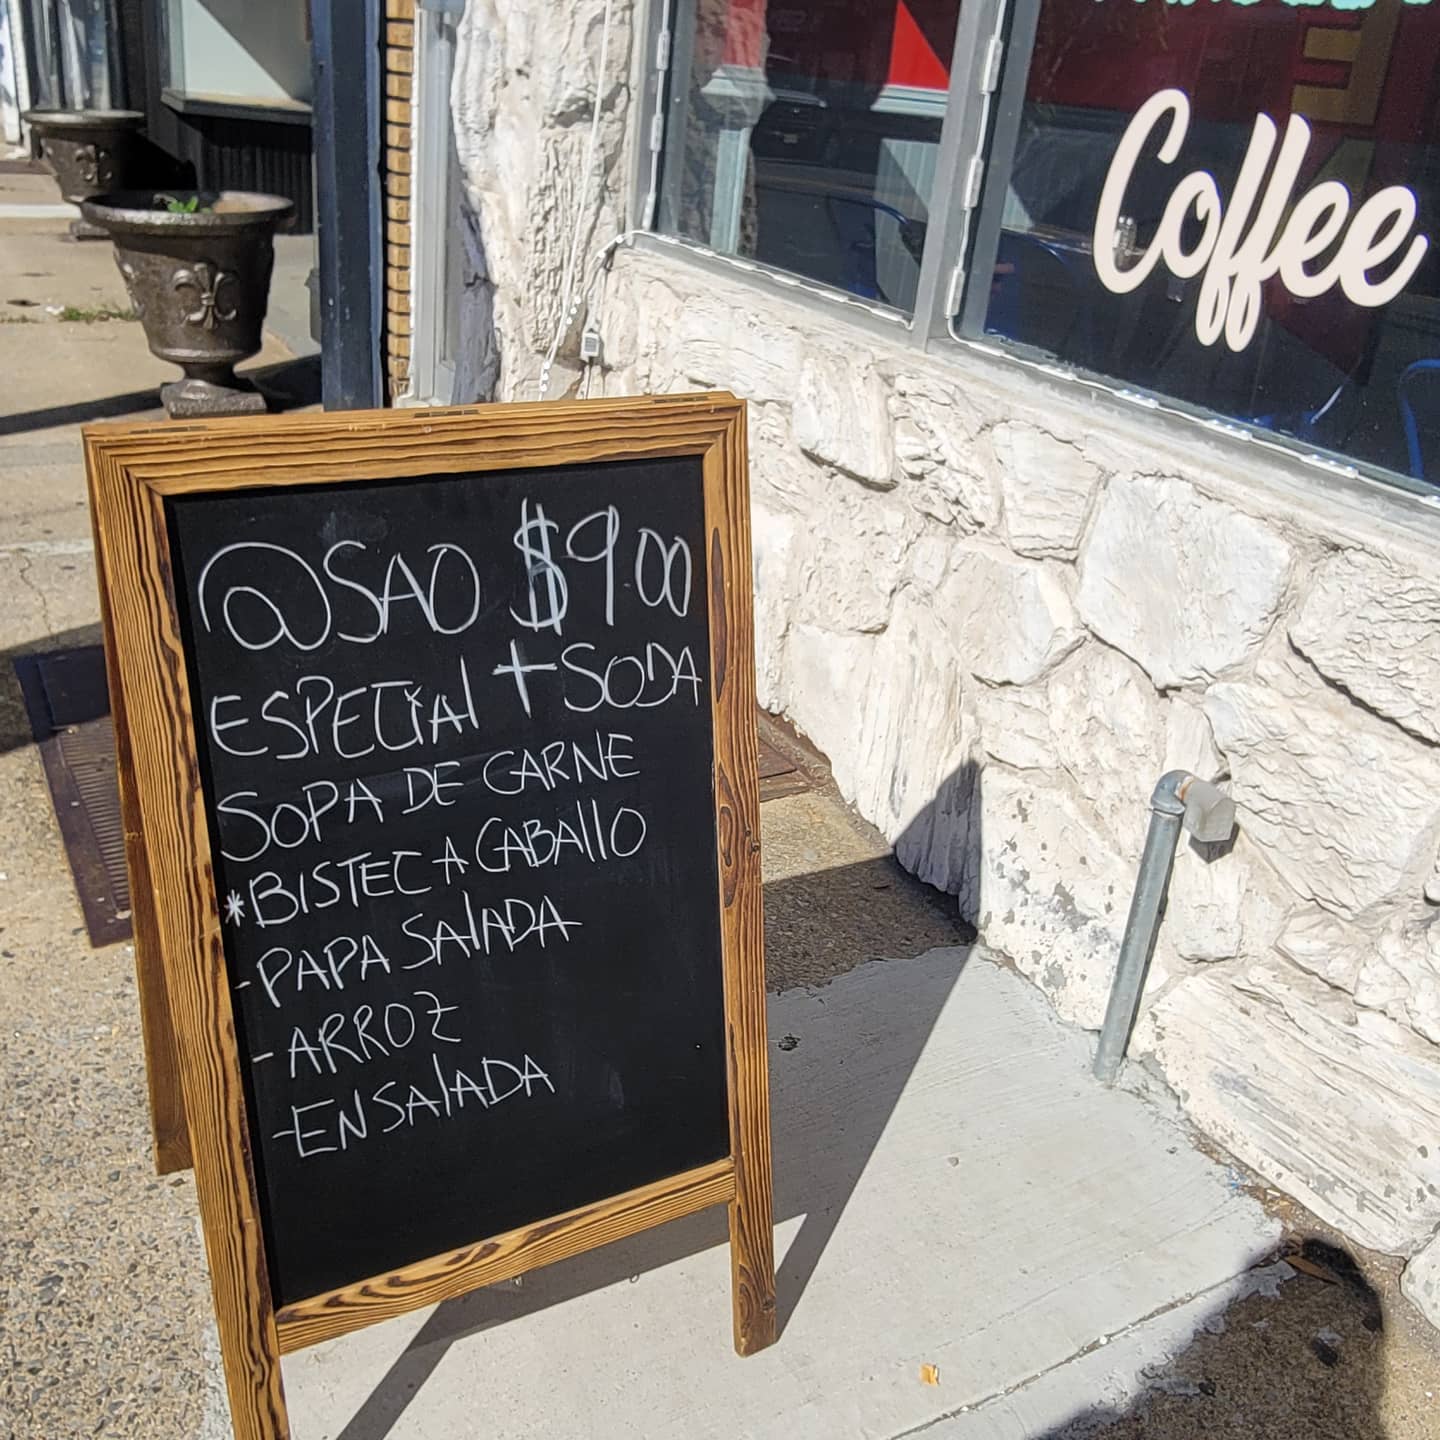 @SAO $9.00
ESPECIAL + SODA
SOPA DE CARNE
*BISTEC A CABALLO
-PAPA SALADA
-ARROZ
-ENSALADA
Coffee